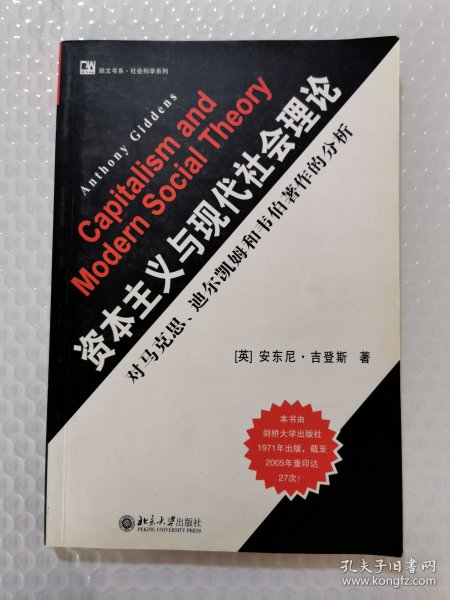 培文书系·社会科学系列
Anthony Giddens
Capitalism and
Modern Social Theory
资本主义与现代社会理论
对马克思、迪尔凯姆和韦伯著作的分析
[英] 安东尼·吉登斯 著
本书由
剑桥大学出版社
1971年出版，截至
2005年重印达
27次！
北京大学出版社
PEKING UNIVERSITY PRESS
孔夫子旧书网
www.kongfz.com